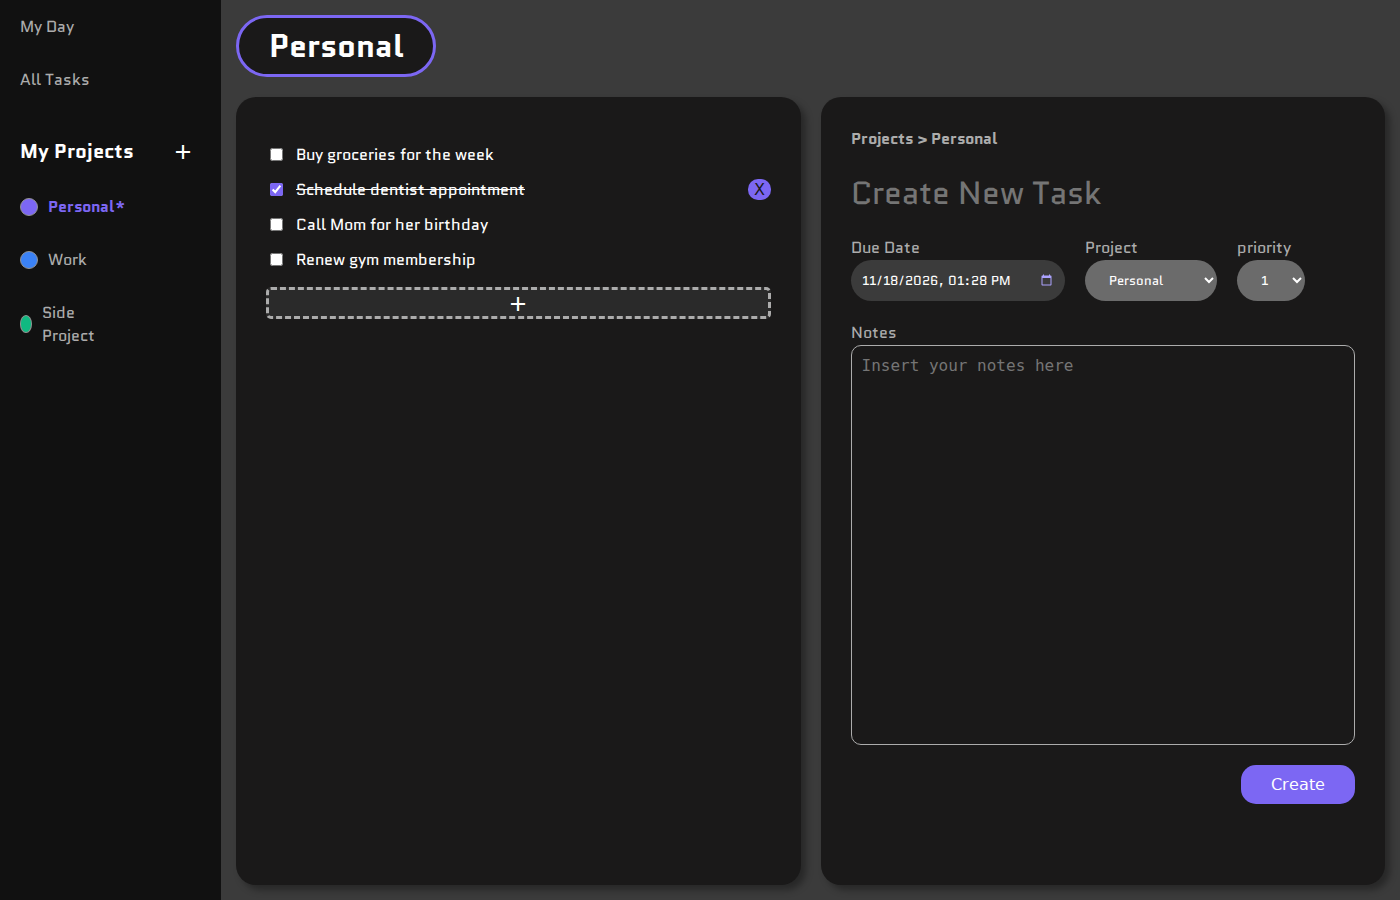 My Day
All Tasks
My Projects +
Personal*
Work
Side
Project
Personal
Buy groceries for the week
Schedule dentist appointment X
Call Mom for her birthday
Renew gym membership
+
Projects > Personal
Create New Task
Due Date Project priority
11/18/2026, 01:28 PM Personal 1
Notes
Insert your notes here
Create